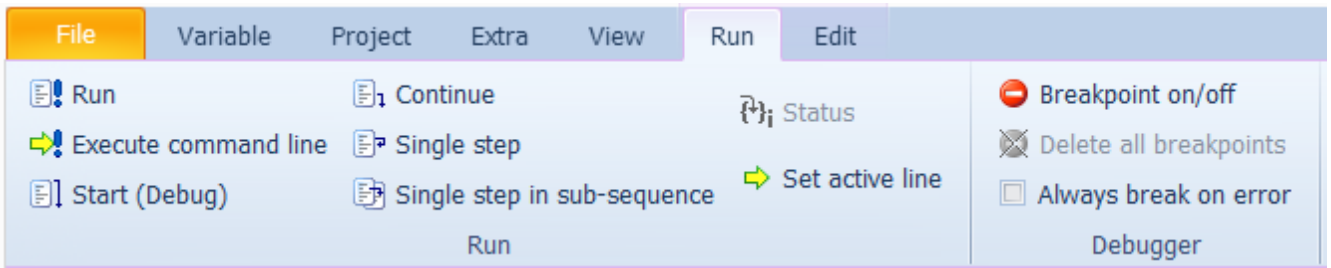 File Variable Project Extra View Run Edit
Run
Execute command line
Start (Debug)
Continue
Single step
Single step in sub-sequence
Status
Set active line
Run
Breakpoint on/off
Delete all breakpoints
Always break on error
Debugger